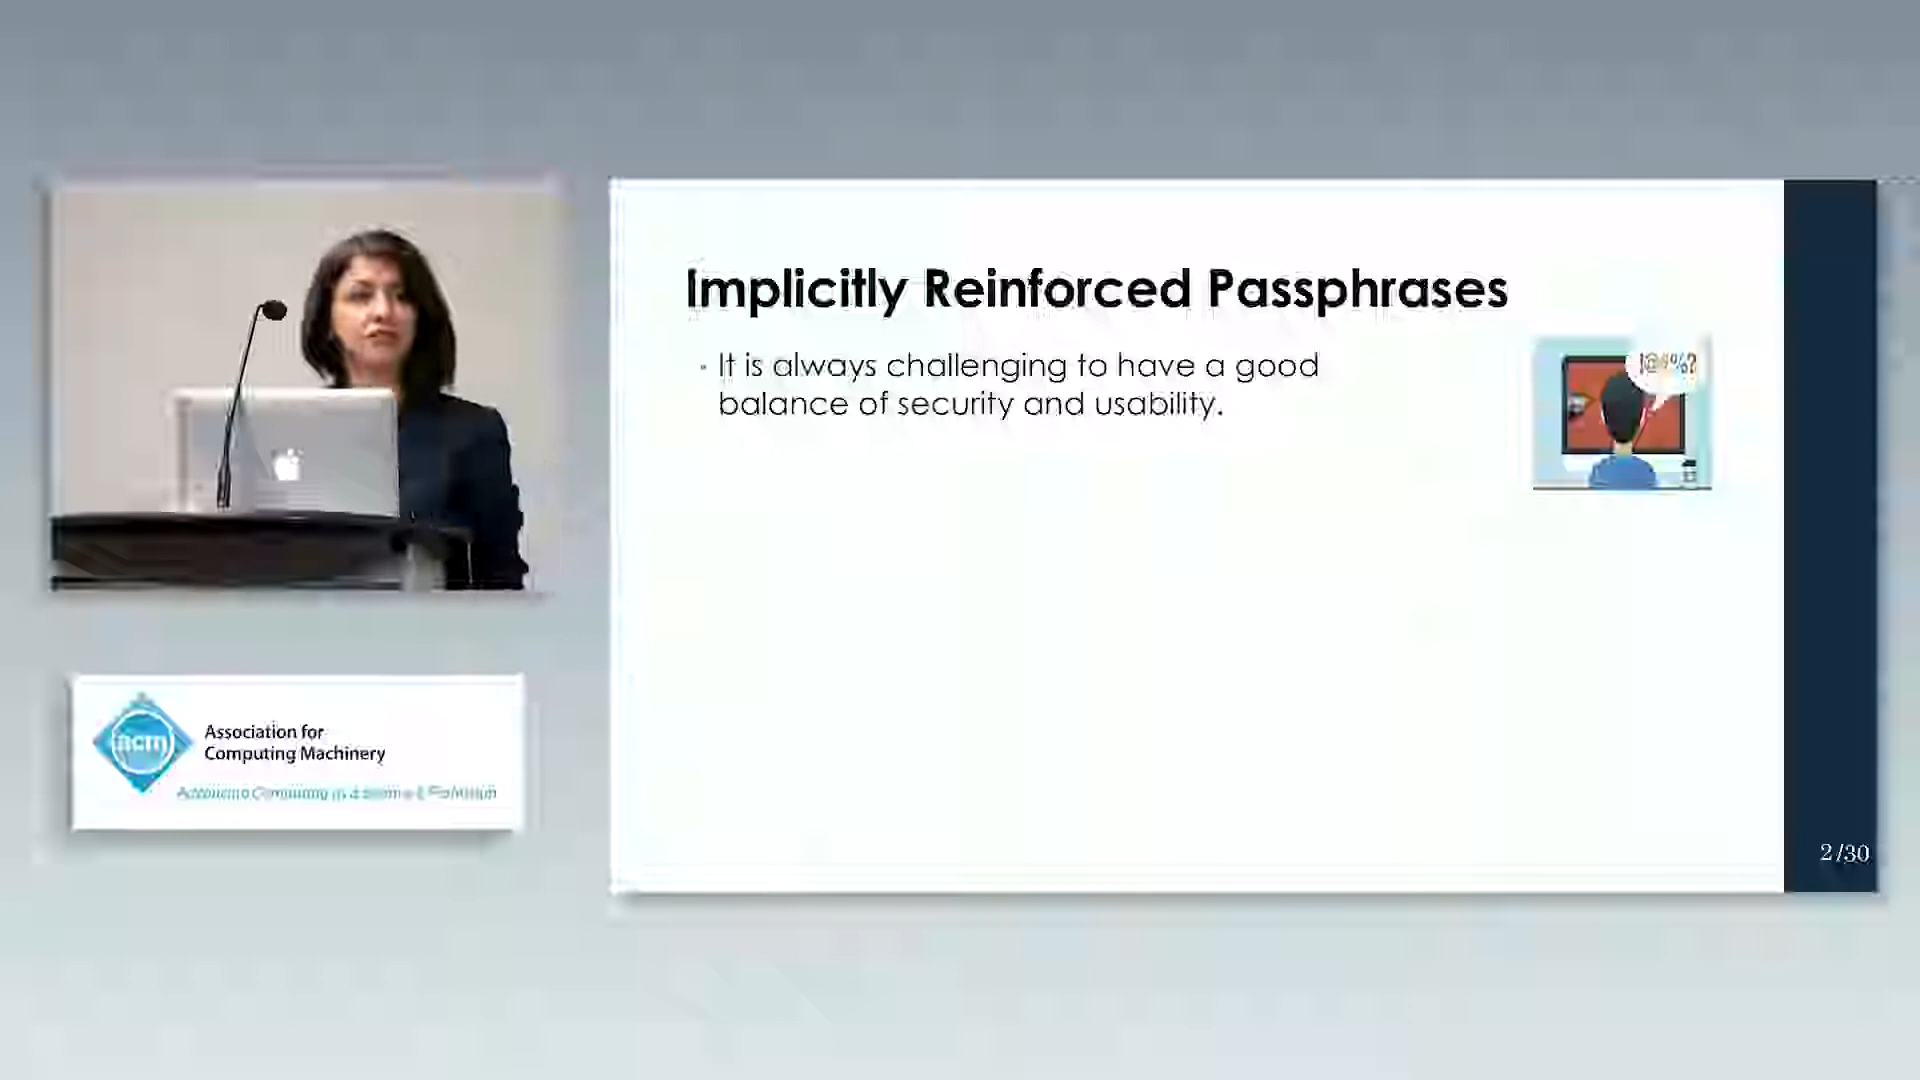 Implicitly Reinforced Passphrases
· It is always challenging to have a good
balance of security and usability.
!@#%?
acm
Association for
Computing Machinery
2/30